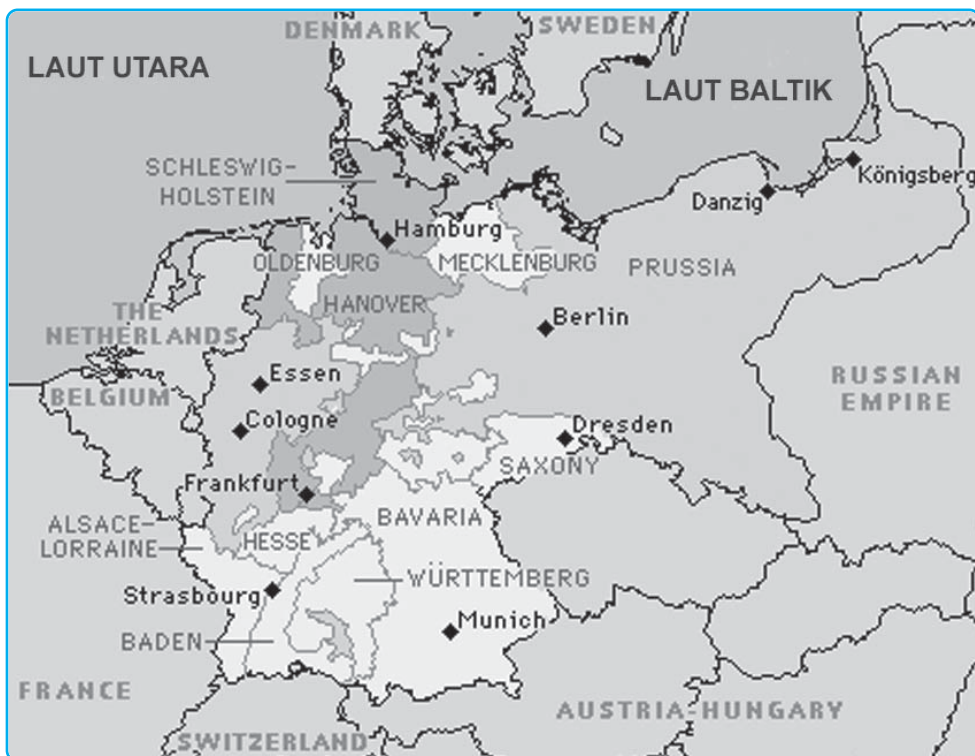 DENMARK
SWEDEN
LAUT UTARA
LAUT BALTIK
SCHLESWIG-
HOLSTEIN
Königsberg
Danzig
Hamburg
OLDENBURG
MECKLENBURG
PRUSSIA
HANOVER
THE
NETHERLANDS
Berlin
Essen
RUSSIAN
EMPIRE
BELGIUM
Cologne
Dresden
SAXONY
Frankfurt
BAVARIA
ALSACE-
LORRAINE
HESSE
WÜRTTEMBERG
Strasbourg
Munich
BADEN
FRANCE
AUSTRIA-HUNGARY
SWITZERLAND